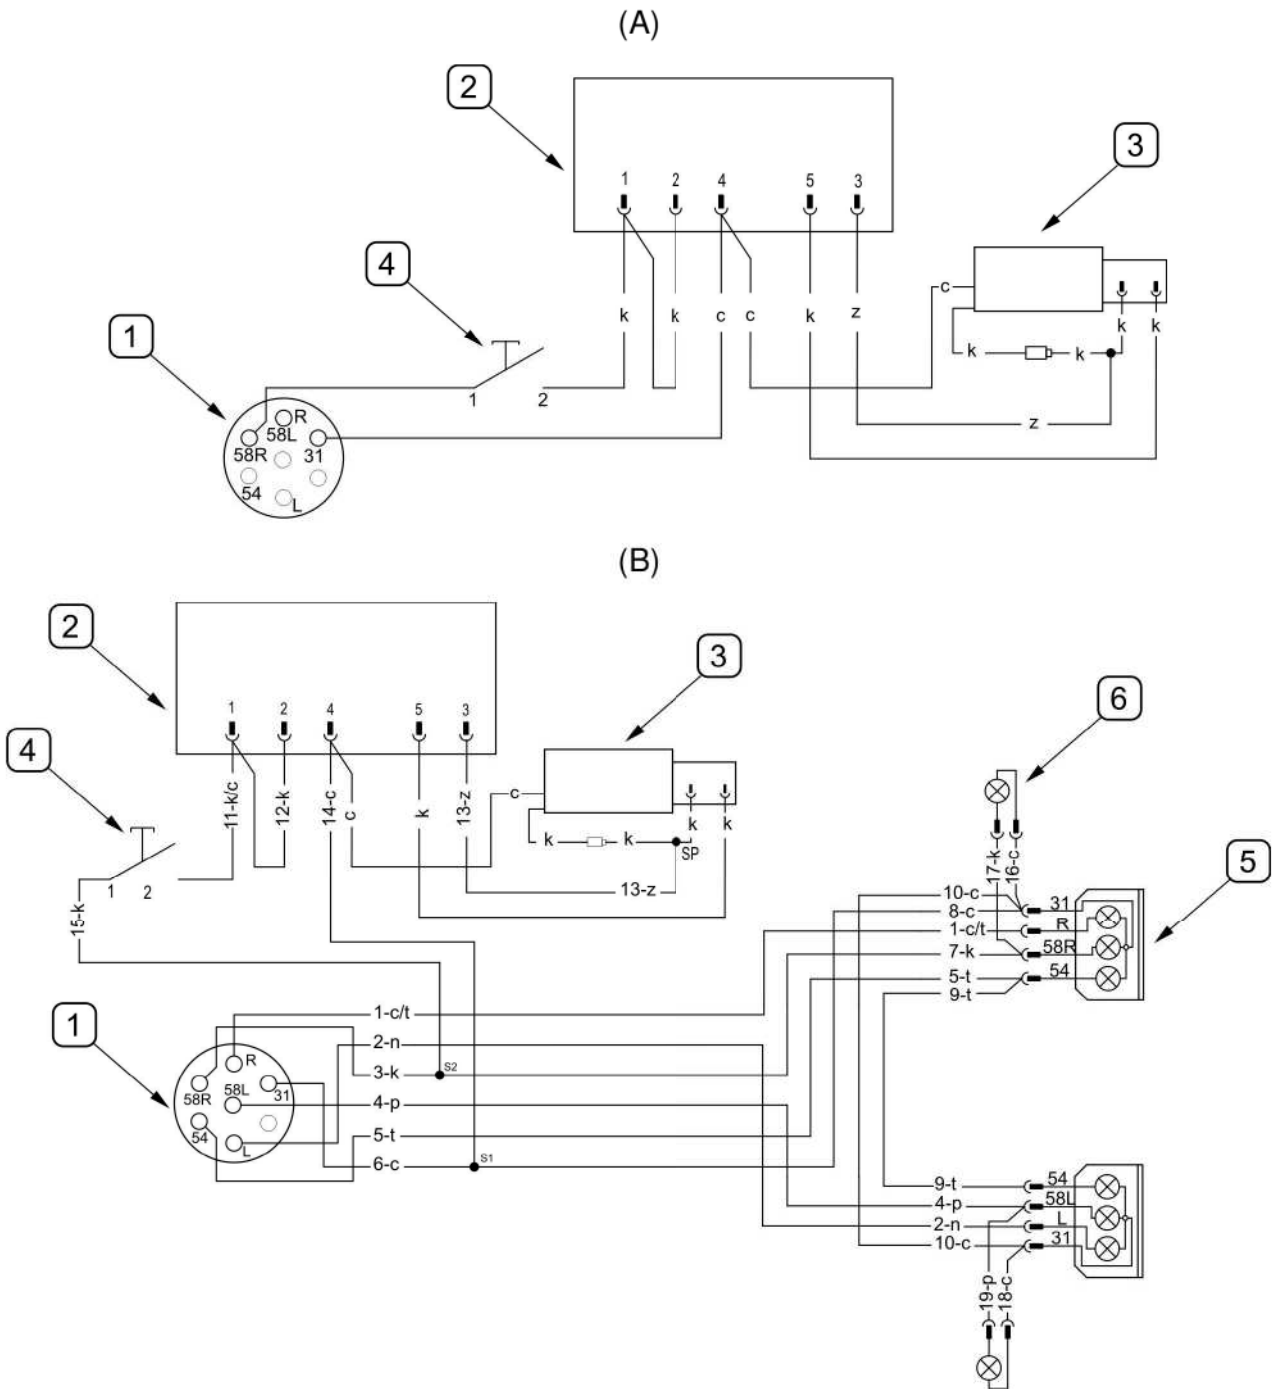 (A)
2
3
1 2 4 5 3
4
c
k k c c k z k k
1
k k
1 2
R
58L
z
58R 31
54
L
(B)
2
3
6
1 2 4 5 3
4
11-k/c 12-k 14-c c k 13-z
c
k k
k k
SP
17-k 16-c
5
1 2
13-z
10-c 31
15-k
8-c
1-c/t R
7-k 58R
5-t 54
9-t
1
1-c/t
2-n
R
3-k S2
58R 58L 31
4-p
54
5-t
L
6-c S1
9-t 54
4-p 58L
2-n L
10-c 31
19-p 18-c